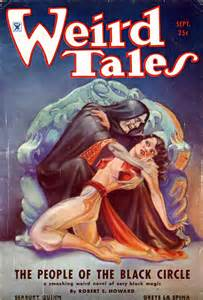 Weird
Tales
SEPT.
25¢
THE PEOPLE OF THE BLACK CIRCLE
a smashing weird novel of eery black magic
By ROBERT E. HOWARD
SEABURY QUINN
GREYE LA SPINA